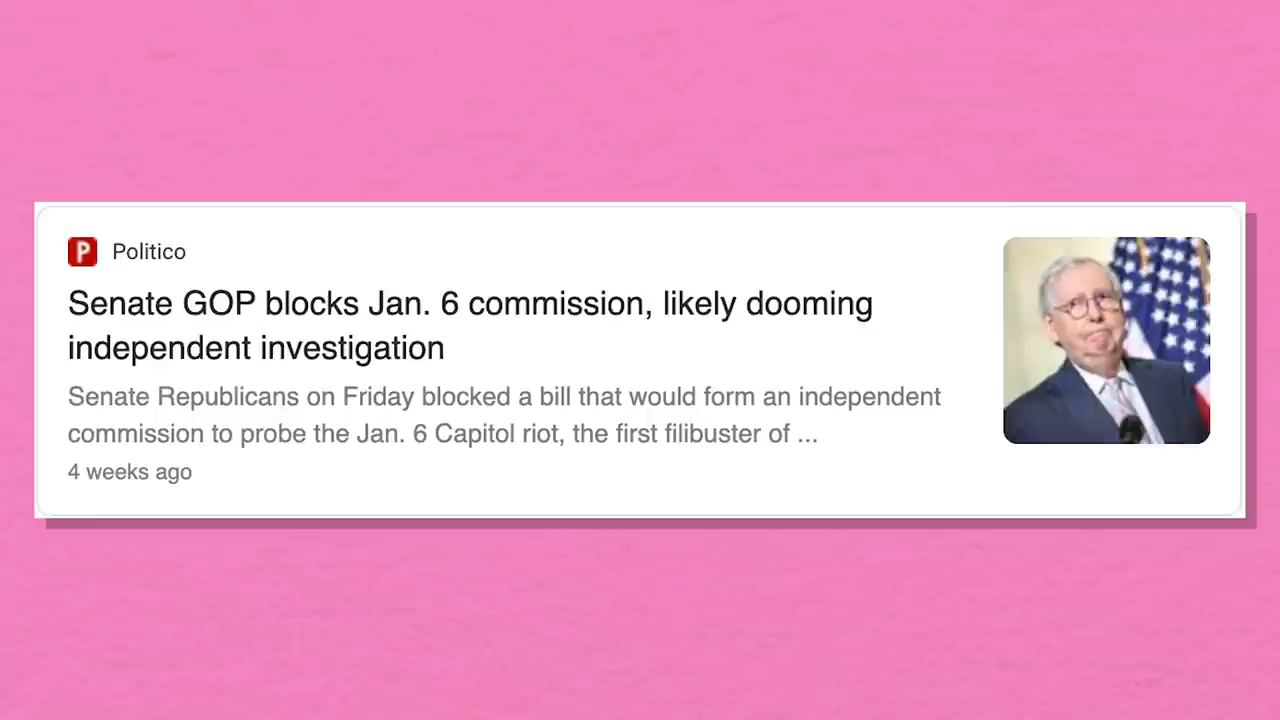 P Politico
Senate GOP blocks Jan. 6 commission, likely dooming
independent investigation
Senate Republicans on Friday blocked a bill that would form an independent
commission to probe the Jan. 6 Capitol riot, the first filibuster of ...
4 weeks ago